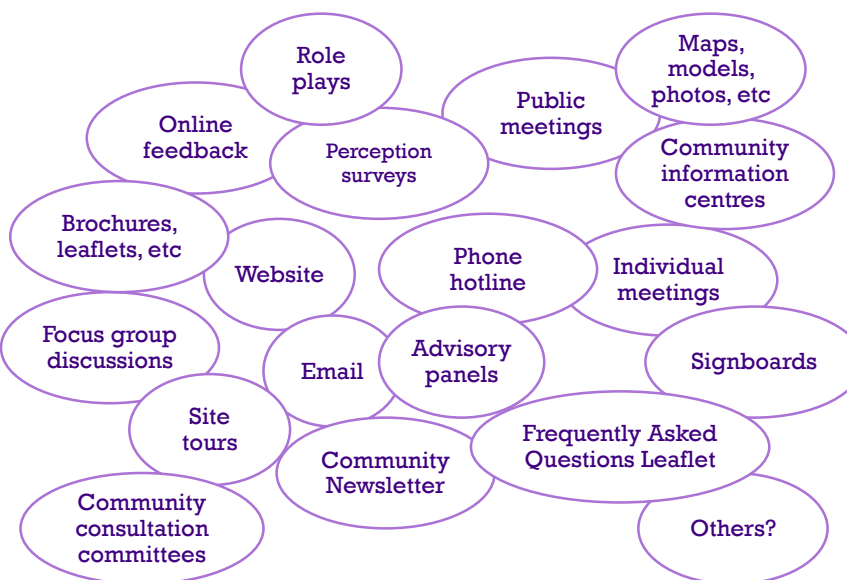 Role
plays
Maps,
models,
photos, etc
Public
meetings
Online
feedback
Perception
surveys
Community
information
centres
Brochures,
leaflets, etc
Website
Phone
hotline
Individual
meetings
Focus group
discussions
Email
Advisory
panels
Signboards
Site
tours
Community
Newsletter
Frequently Asked
Questions Leaflet
Community
consultation
committees
Others?